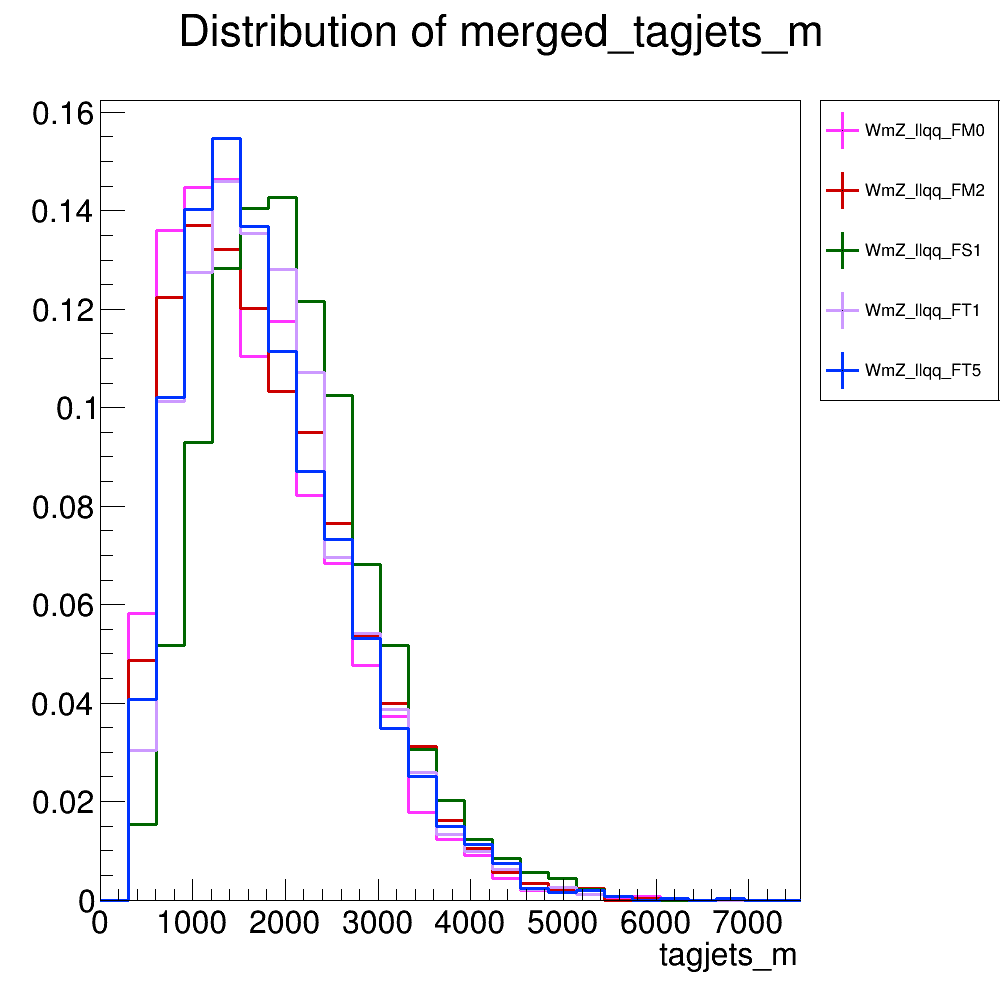 Distribution of merged_tagjets_m
0.16
0.14
0.12
0.1
0.08
0.06
0.04
0.02
0
0 1000 2000 3000 4000 5000 6000 7000
tagjets_m
WmZ_llqq_FM0
WmZ_llqq_FM2
WmZ_llqq_FS1
WmZ_llqq_FT1
WmZ_llqq_FT5